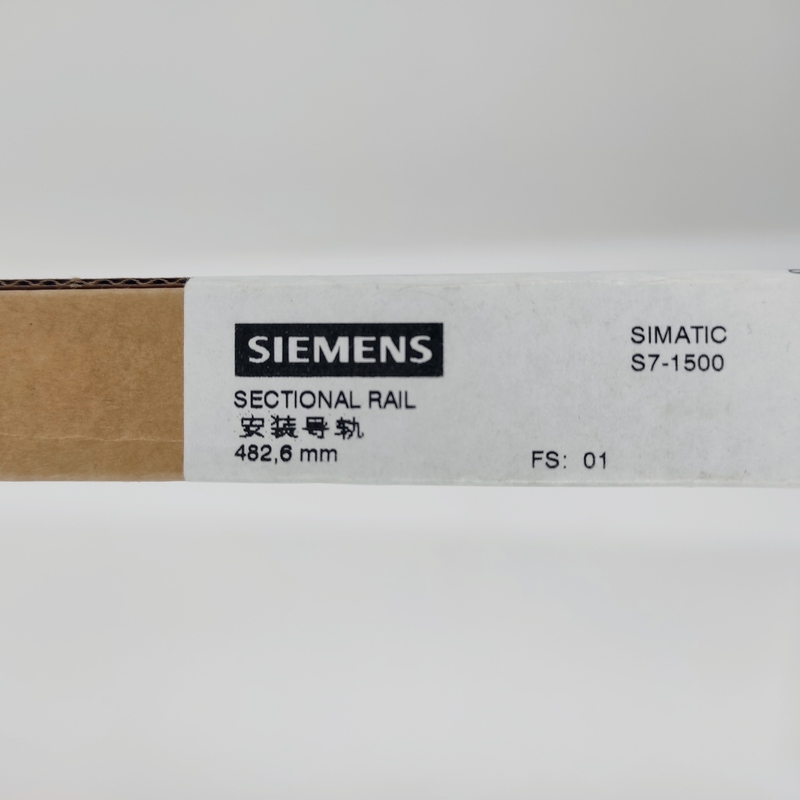 SIEMENS
SIMATIC
S7-1500
SECTIONAL RAIL
安装导轨
482,6 mm
FS: 01